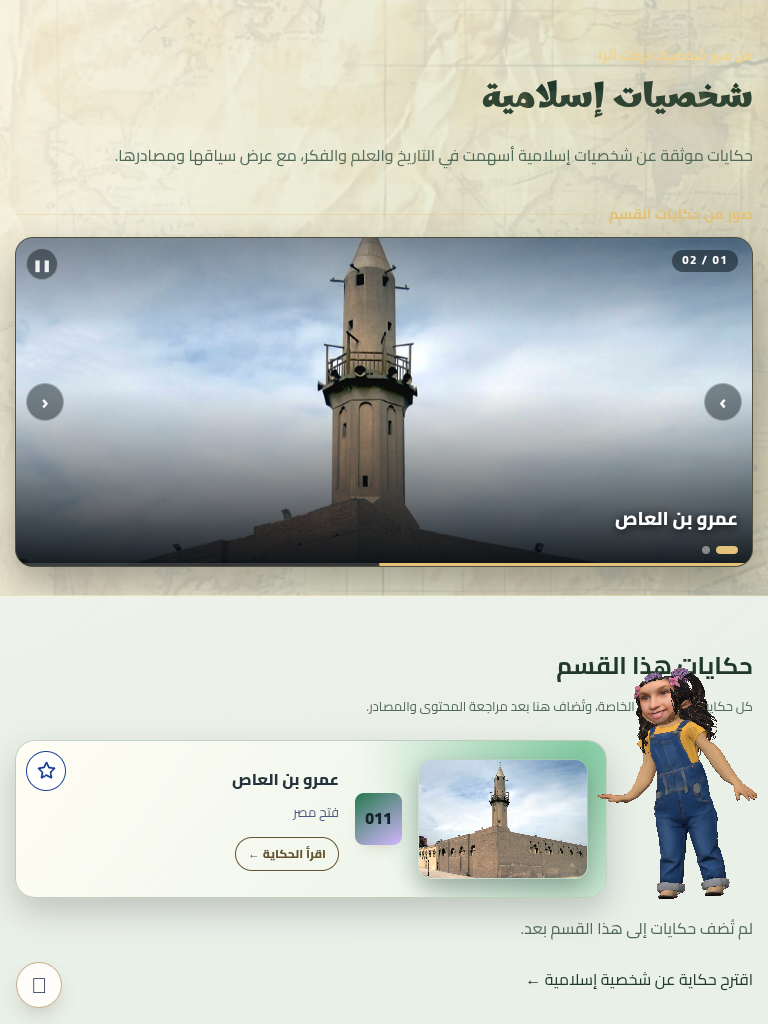 شخصيات إسلامية
حكايات موثقة عن شخصيات إسلامية أسهمت في التاريخ والعلم والفكر، مع عرض سياقها ومصادرها.
صور من حكايات القسم
02 / 01
عمرو بن العاص
حكايات هذا القسم
كل حكاية الخاصة، وتُضاف هنا بعد مراجعة المحتوى والمصادر.
عمرو بن العاص
فتح مصر
011
اقرأ الحكاية ←
لم تُضف حكايات إلى هذا القسم بعد.
اقترح حكاية عن شخصية إسلامية ←